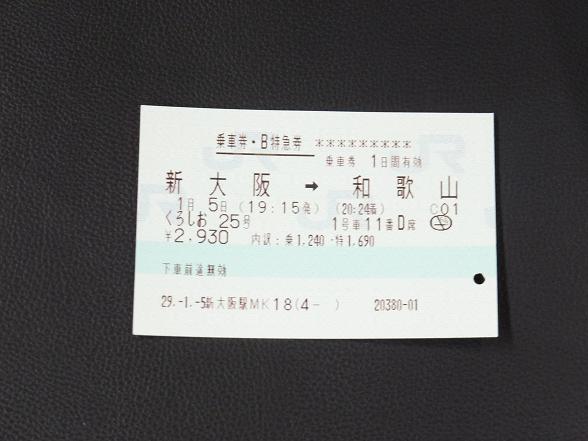 乗車券・B特急券 *********
乗車券 1日間有効
新大阪 → 和歌山
1月 5日 (19:15発) (20:24着) C01
くろしお 25号 1号車11番D席
¥2,930 内訳:乗1,240・特1,690
下車前途無効
29.-1.-5新大阪駅MK18(4- ) 20380-01